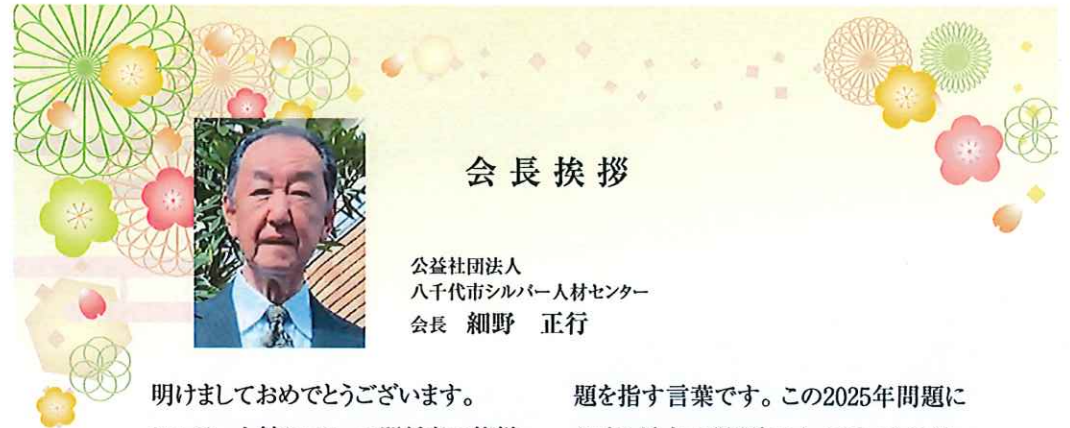 会長挨拶
公益社団法人
八千代市シルバー人材センター
会長 細野 正行
明けましておめでとうございます。
題を指す言葉です。この2025年問題に